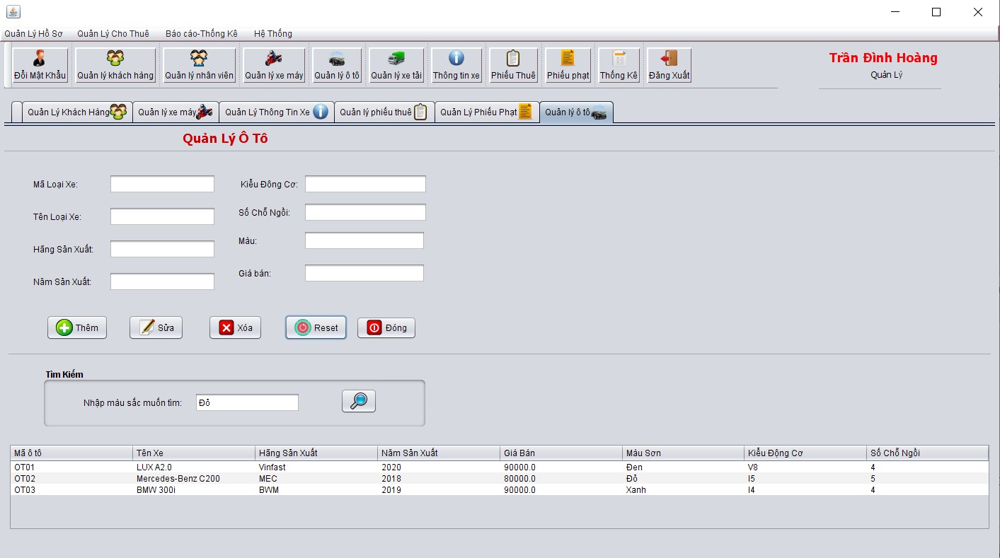 Quản Lý Hồ Sơ Quản Lý Cho Thuê Báo cáo-Thống Kê Hệ Thống
Đổi Mật Khẩu Quản lý khách hàng Quản lý nhân viên Quản lý xe máy Quản lý ô tô Quản lý xe tải Thông tin xe Phiếu Thuê Phiếu phạt Thống Kê Đăng Xuất
Trần Đình Hoàng
Quản Lý
Quản Lý Khách Hàng Quản lý xe máy Quản Lý Thông Tin Xe Quản lý phiếu thuê Quản Lý Phiếu Phạt Quản lý ô tô
Quản Lý Ô Tô
Mã Loại Xe: Kiểu Đông Cơ:
Tên Loại Xe: Số Chỗ Ngồi:
Hãng Sản Xuất: Màu:
Năm Sản Xuất: Giá bán:
Thêm Sửa Xóa Reset Đóng
Tìm Kiếm
Nhập màu sắc muốn tìm: Đỏ
Mã ô tô Tên Xe Hãng Sản Xuất Năm Sản Xuất Giá Bán Màu Sơn Kiểu Động Cơ Số Chỗ Ngồi
OT01 LUX A2.0 Vinfast 2020 90000.0 Đen V8 4
OT02 Mercedes-Benz C200 MEC 2018 80000.0 Đỏ I5 5
OT03 BMW 300i BWM 2019 90000.0 Xanh I4 4